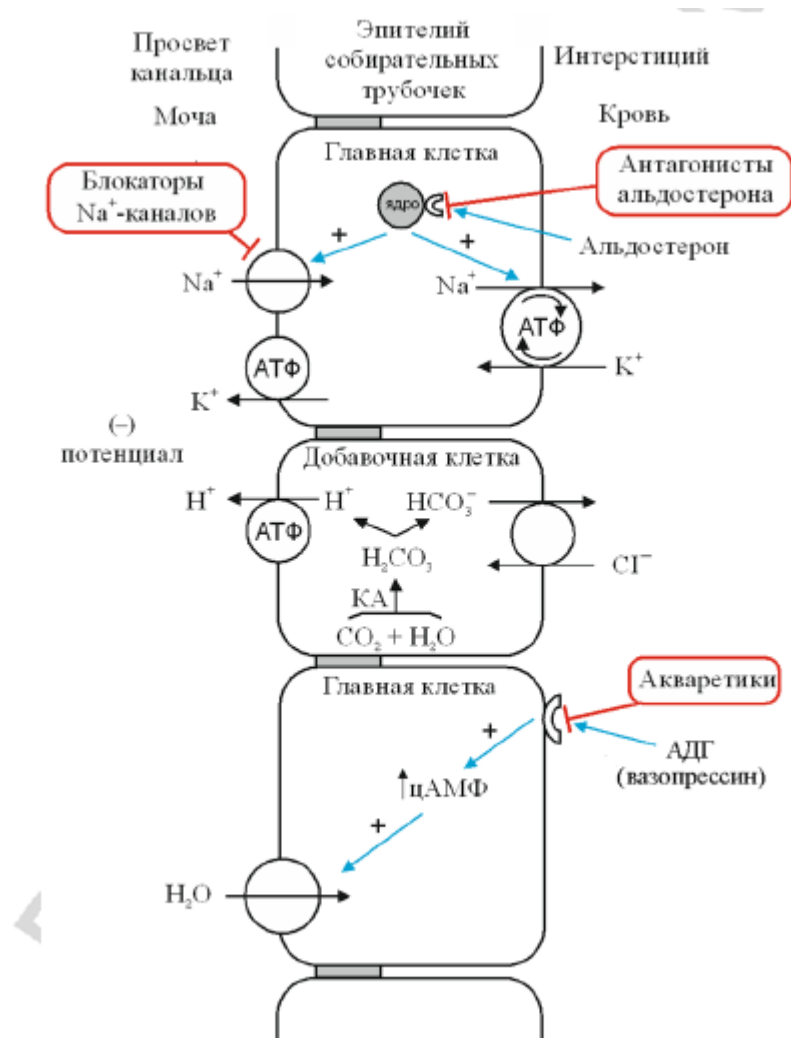 Просвет
канальца
Эпителий
собирательных
трубочек
Интерстиций
Моча
Кровь
Главная клетка
Блокаторы
Na⁺-каналов
Антагонисты
альдостерона
ядро
+
+
Альдостерон
Na⁺
Na⁺
АТФ
АТФ
K⁺
K⁺
(–)
потенциал
Добавочная клетка
H⁺
H⁺
HCO₃⁻
АТФ
H₂CO₃
Cl⁻
КА
CO₂ + H₂O
Главная клетка
Акваретики
+
АДГ
(вазопрессин)
цАМФ
+
H₂O